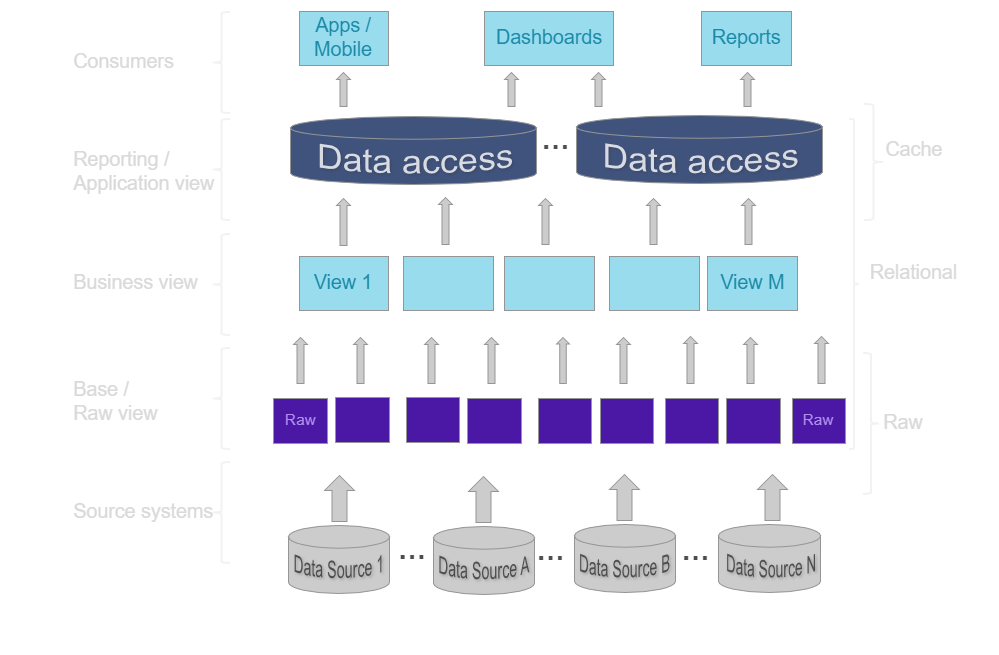 Apps /
Mobile
Dashboards
Reports
Consumers
Data access
...
Data access
Reporting /
Application view
Cache
Business view
View 1
View M
Relational
Base /
Raw view
Raw
Raw
Raw
Source systems
Data Source 1
...
Data Source A
...
Data Source B
...
Data Source N